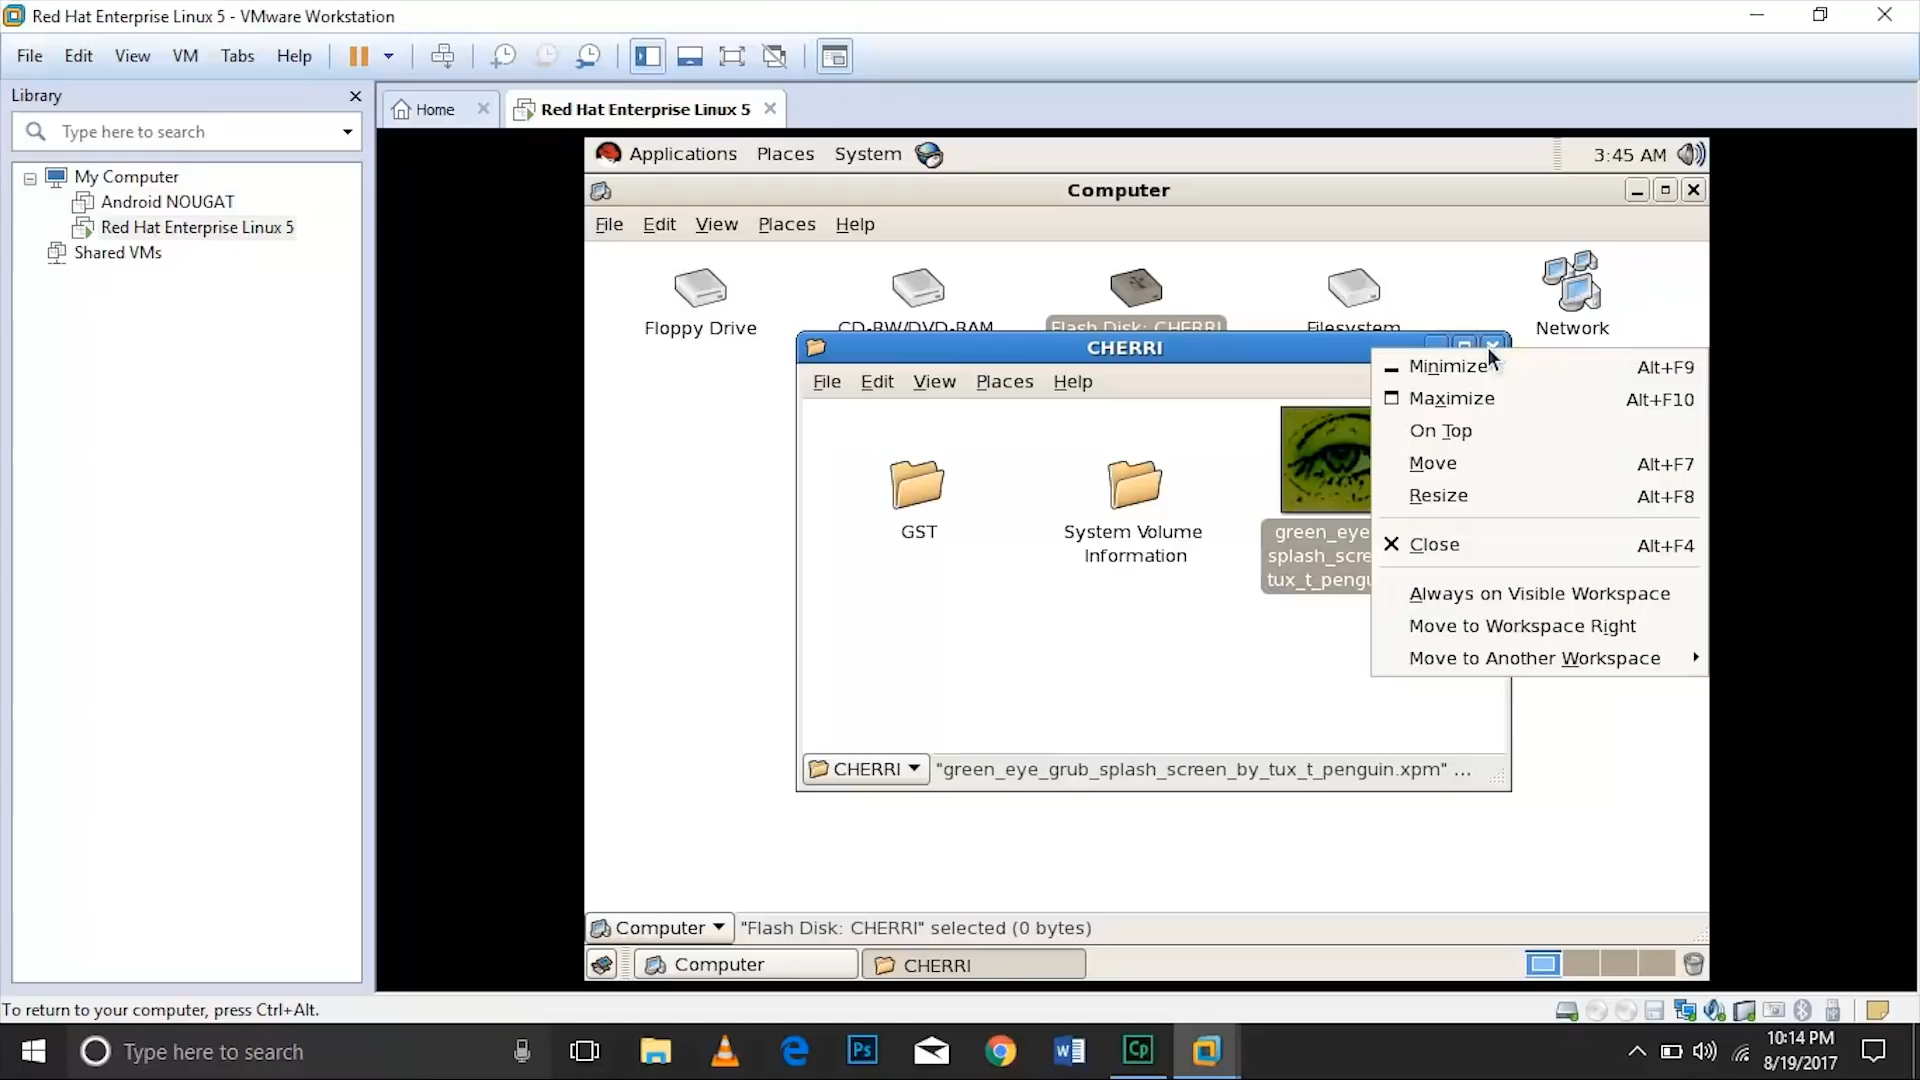 Red Hat Enterprise Linux 5 - VMware Workstation
File Edit View VM Tabs Help
Library
Type here to search
My Computer
Android NOUGAT
Red Hat Enterprise Linux 5
Shared VMs
Home
Red Hat Enterprise Linux 5
Applications Places System
3:45 AM
Computer
File Edit View Places Help
Floppy Drive
CD-RW/DVD-RAM
Flash Disk: CHERRI
Filesystem
Network
CHERRI
File Edit View Places Help
GST
System Volume
Information
green_eye
splash_scre
tux_t_pengu
Minimize Alt+F9
Maximize Alt+F10
On Top
Move Alt+F7
Resize Alt+F8
Close Alt+F4
Always on Visible Workspace
Move to Workspace Right
Move to Another Workspace
CHERRI "green_eye_grub_splash_screen_by_tux_t_penguin.xpm" ...
Computer "Flash Disk: CHERRI" selected (0 bytes)
Computer
CHERRI
To return to your computer, press Ctrl+Alt.
Type here to search
Ps
Cp
10:14 PM
8/19/2017